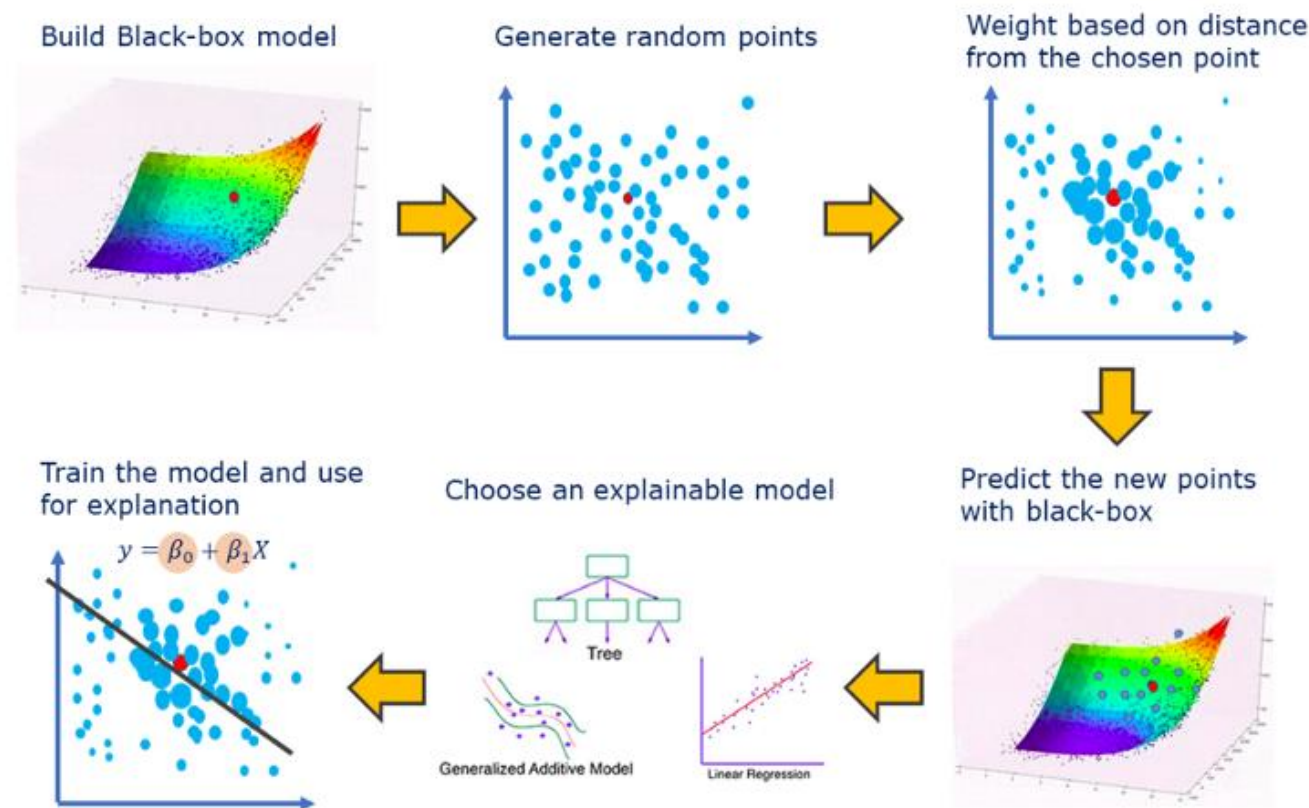 Build Black-box model
Generate random points
Weight based on distance
from the chosen point
Predict the new points
with black-box
Choose an explainable model
Tree
Generalized Additive Model
Linear Regression
Train the model and use
for explanation
y = β₀ + β₁X